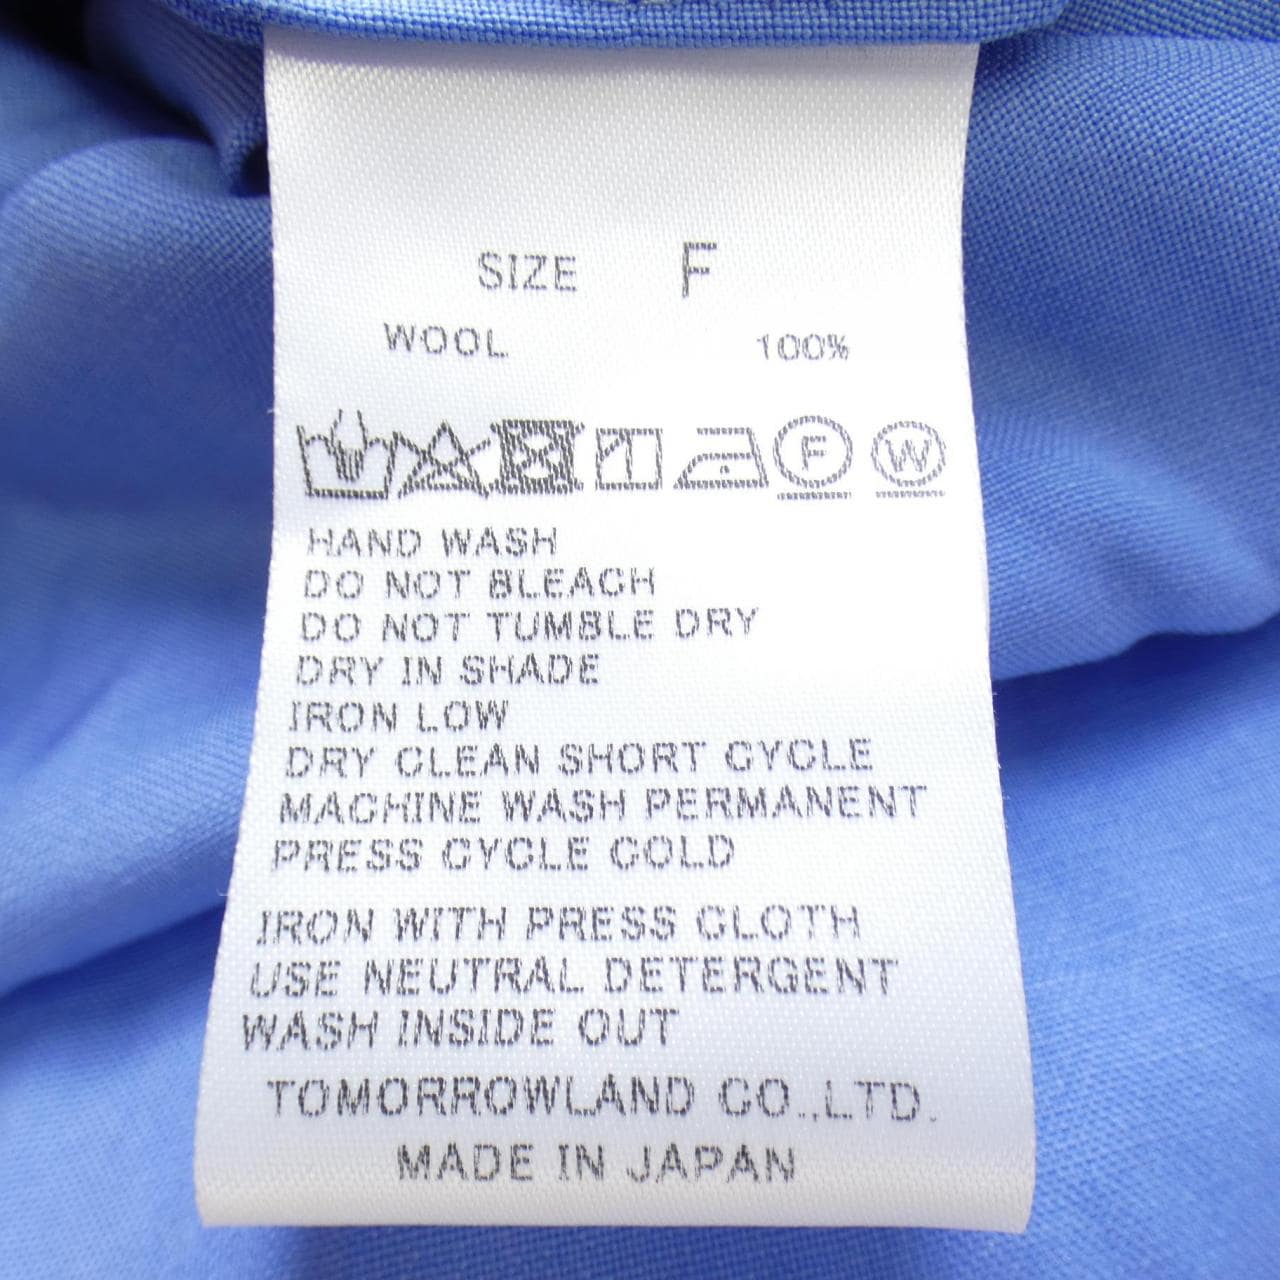 SIZE F
WOOL 100%
F W
HAND WASH
DO NOT BLEACH
DO NOT TUMBLE DRY
DRY IN SHADE
IRON LOW
DRY CLEAN SHORT CYCLE
MACHINE WASH PERMANENT
PRESS CYCLE COLD
IRON WITH PRESS CLOTH
USE NEUTRAL DETERGENT
WASH INSIDE OUT
TOMORROWLAND CO.,LTD.
MADE IN JAPAN